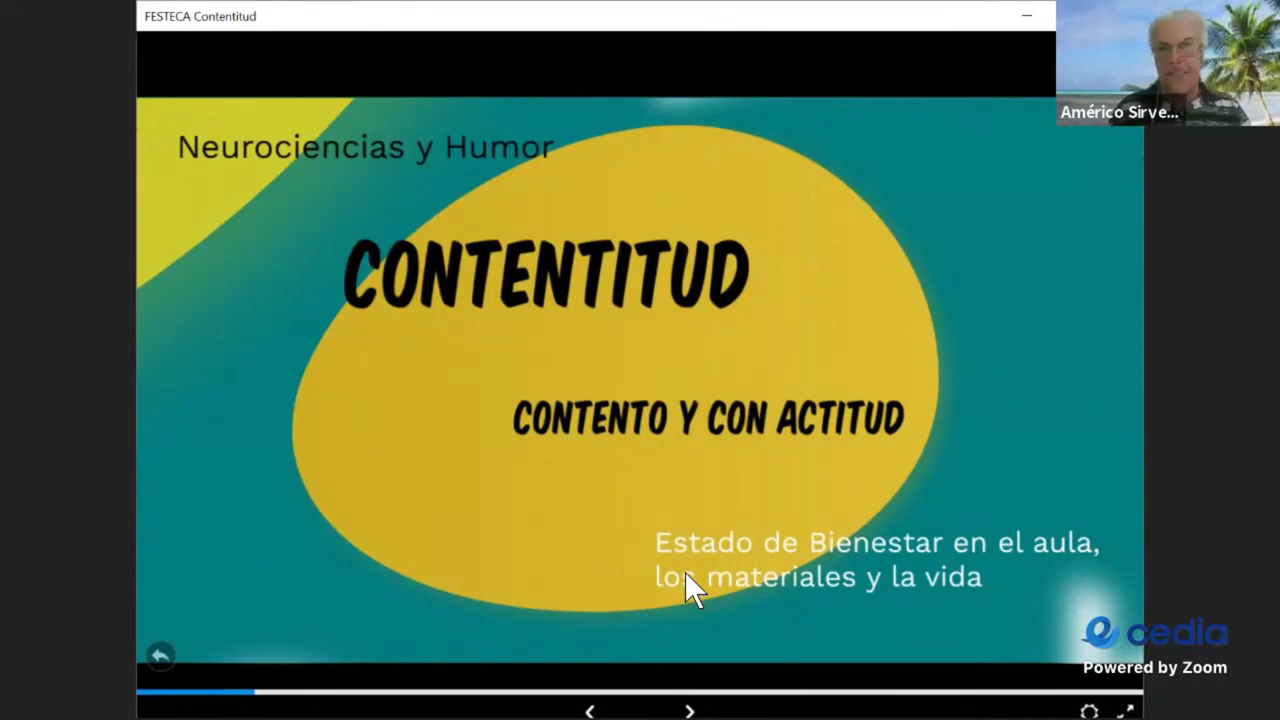 FESTECA Contentitud
Américo Sirve...
Neurociencias y Humor
CONTENTITUD
CONTENTO Y CON ACTITUD
Estado de Bienestar en el aula,
los materiales y la vida
cedia
Powered by Zoom